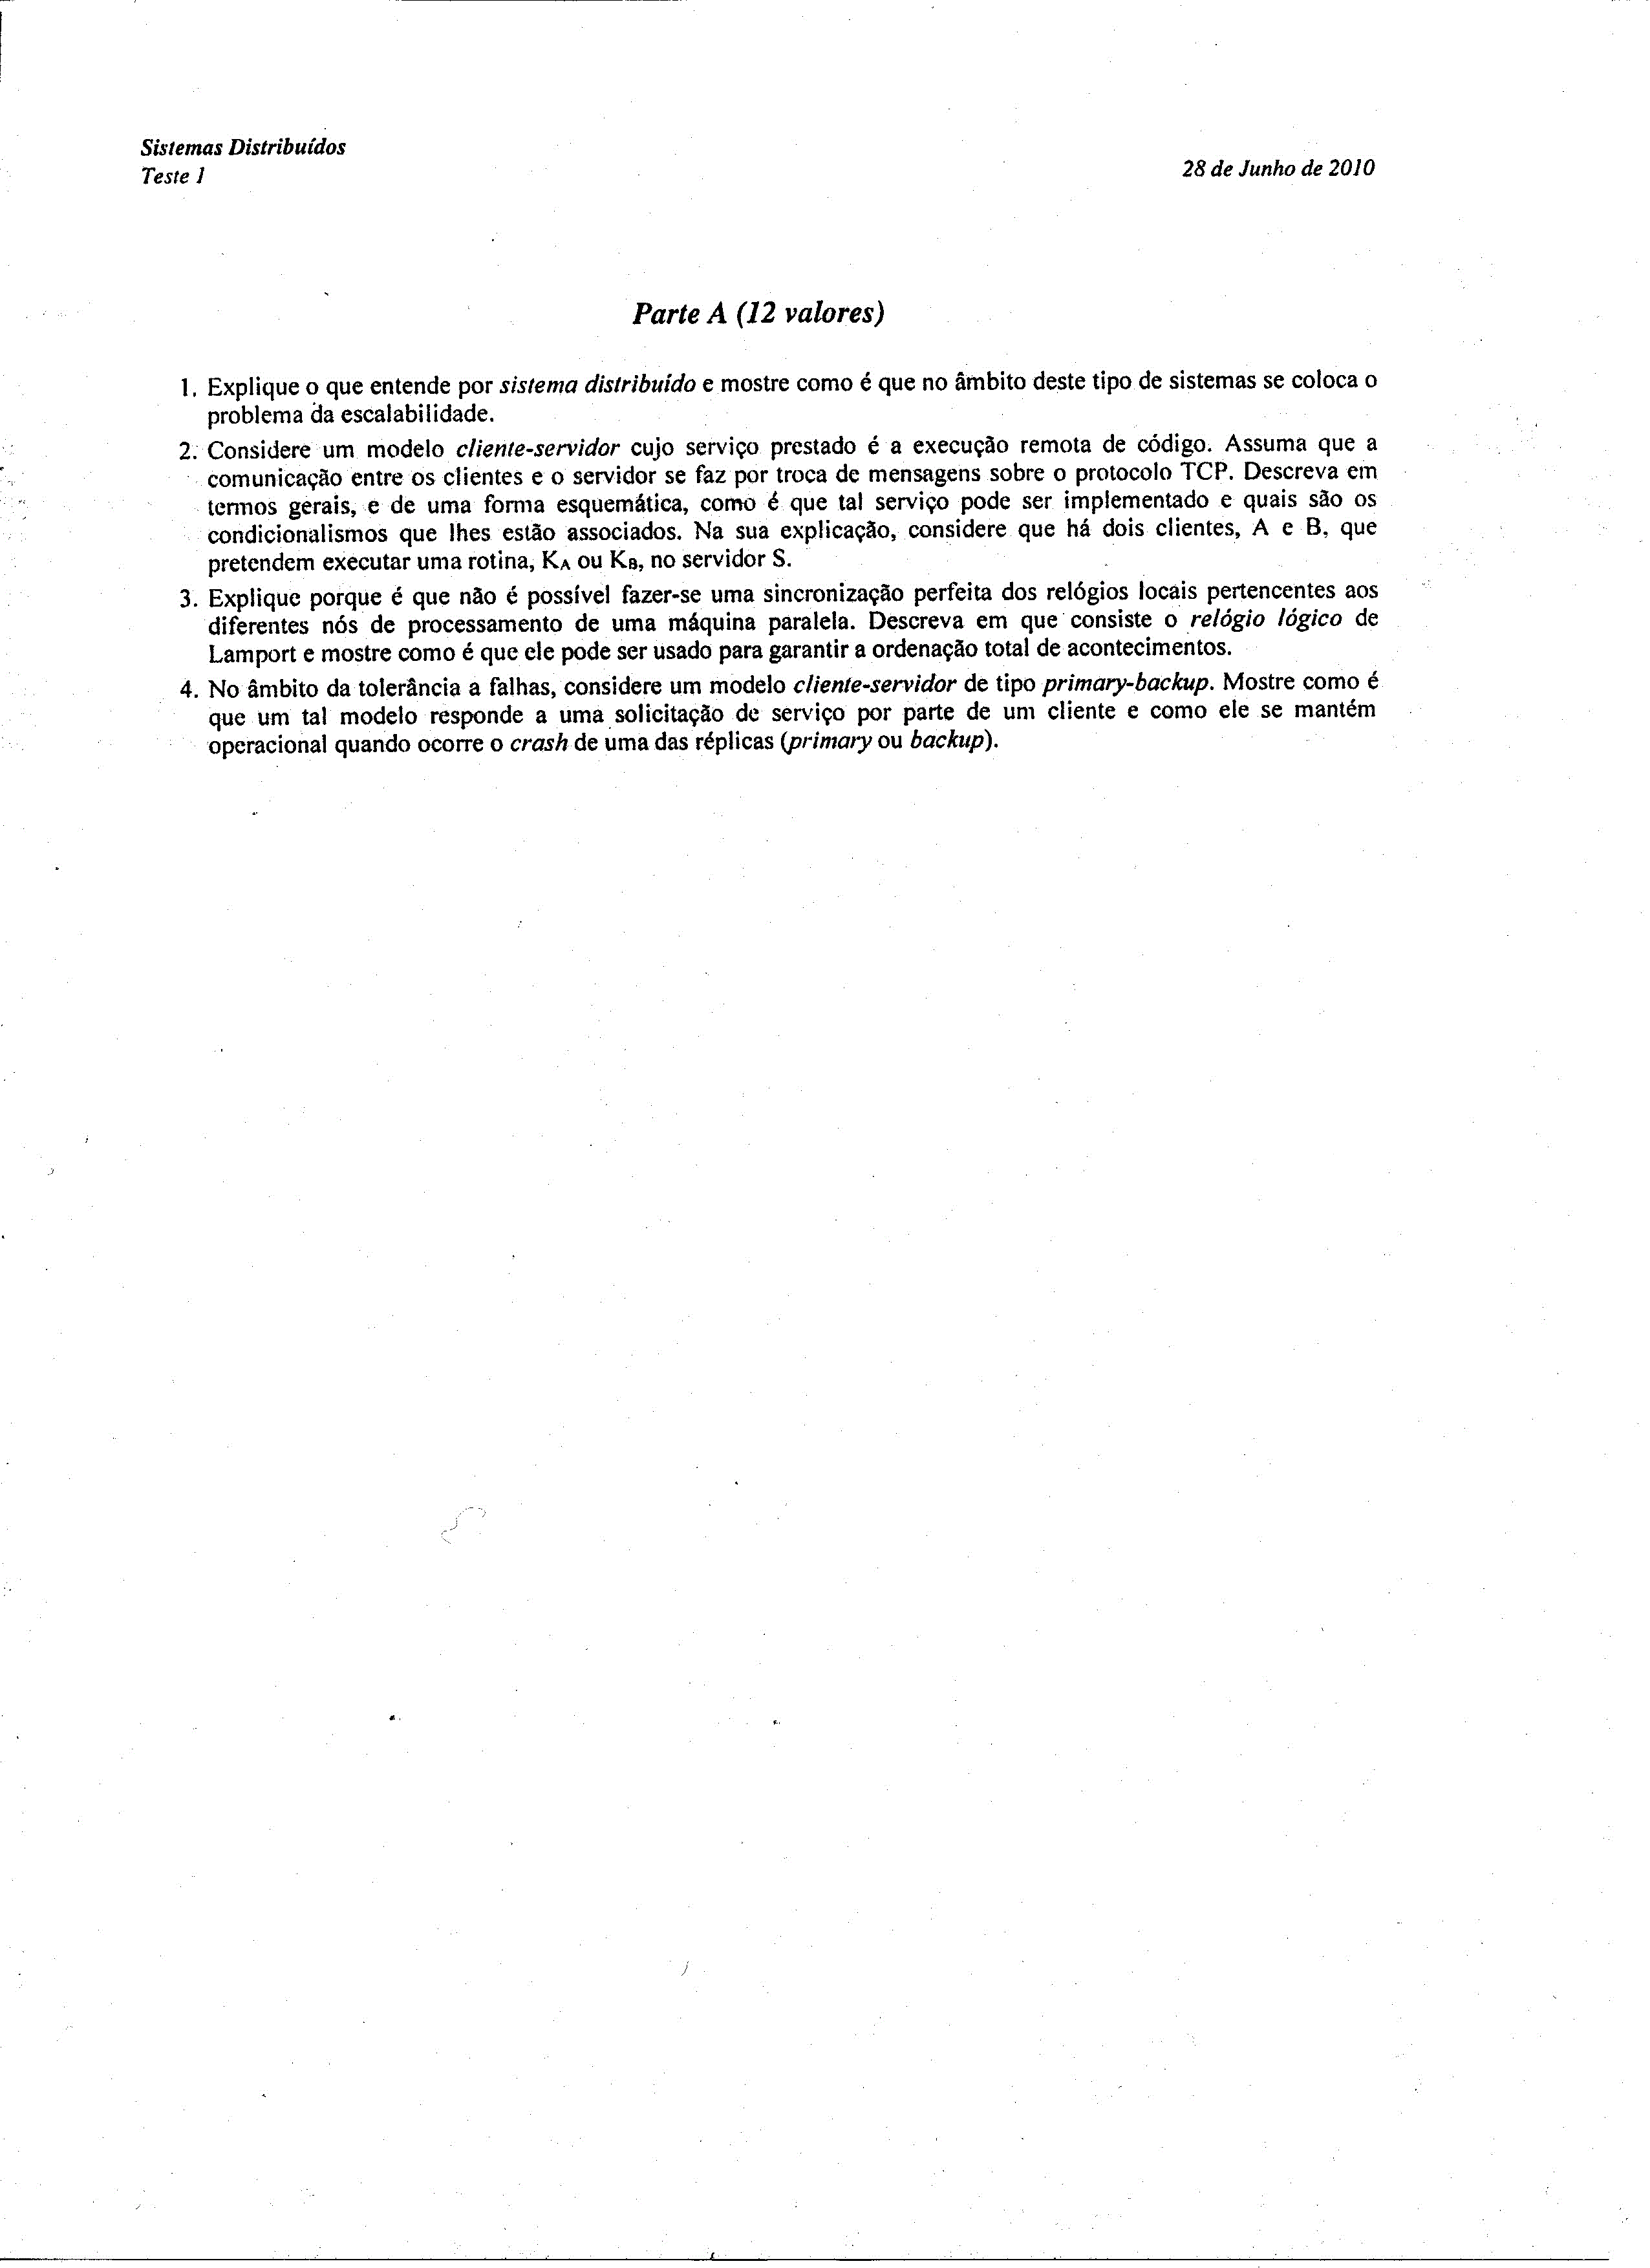 Sistemas Distribuídos
Teste 1
28 de Junho de 2010
Parte A (12 valores)
1. Explique o que entende por sistema distribuído e mostre como é que no âmbito deste tipo de sistemas se coloca o
problema da escalabilidade.
2. Considere um modelo cliente-servidor cujo serviço prestado é a execução remota de código. Assuma que a
comunicação entre os clientes e o servidor se faz por troca de mensagens sobre o protocolo TCP. Descreva em
termos gerais, e de uma forma esquemática, como é que tal serviço pode ser implementado e quais são os
condicionalismos que lhes estão associados. Na sua explicação, considere que há dois clientes, A e B, que
pretendem executar uma rotina, KA ou KB, no servidor S.
3. Explique porque é que não é possível fazer-se uma sincronização perfeita dos relógios locais pertencentes aos
diferentes nós de processamento de uma máquina paralela. Descreva em que consiste o relógio lógico de
Lamport e mostre como é que ele pode ser usado para garantir a ordenação total de acontecimentos.
4. No âmbito da tolerância a falhas, considere um modelo cliente-servidor de tipo primary-backup. Mostre como é
que um tal modelo responde a uma solicitação de serviço por parte de um cliente e como ele se mantém
operacional quando ocorre o crash de uma das réplicas (primary ou backup).